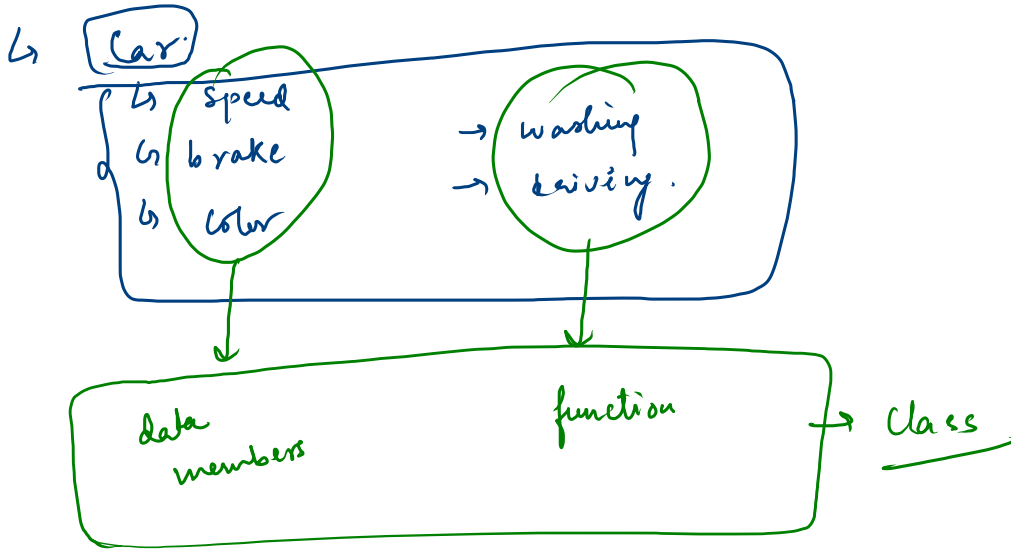 Car.
speed
brake
color
washing
driving.
data
members
function
class